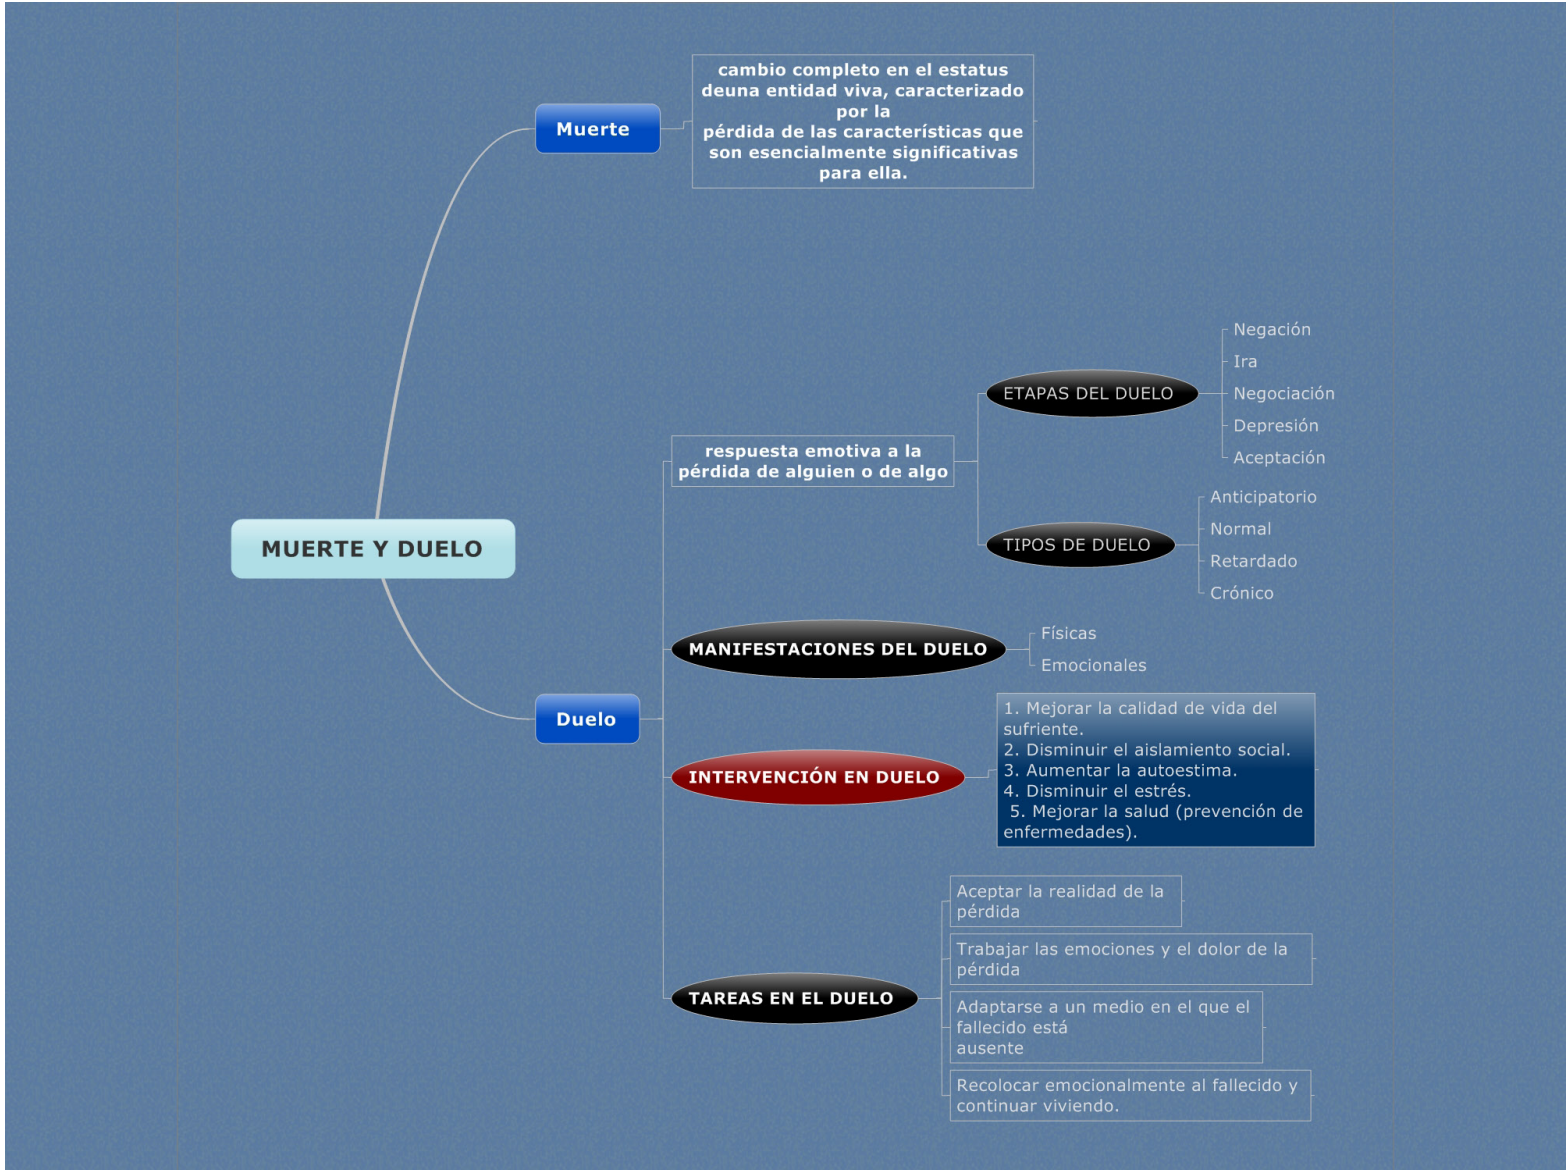 cambio completo en el estatus
deuna entidad viva, caracterizado
por la
pérdida de las características que
son esencialmente significativas
para ella.
Muerte
MUERTE Y DUELO
Duelo
respuesta emotiva a la
pérdida de alguien o de algo
ETAPAS DEL DUELO
Negación
Ira
Negociación
Depresión
Aceptación
TIPOS DE DUELO
Anticipatorio
Normal
Retardado
Crónico
MANIFESTACIONES DEL DUELO
Físicas
Emocionales
INTERVENCIÓN EN DUELO
1. Mejorar la calidad de vida del
sufriente.
2. Disminuir el aislamiento social.
3. Aumentar la autoestima.
4. Disminuir el estrés.
5. Mejorar la salud (prevención de
enfermedades).
TAREAS EN EL DUELO
Aceptar la realidad de la
pérdida
Trabajar las emociones y el dolor de la
pérdida
Adaptarse a un medio en el que el
fallecido está
ausente
Recolocar emocionalmente al fallecido y
continuar viviendo.